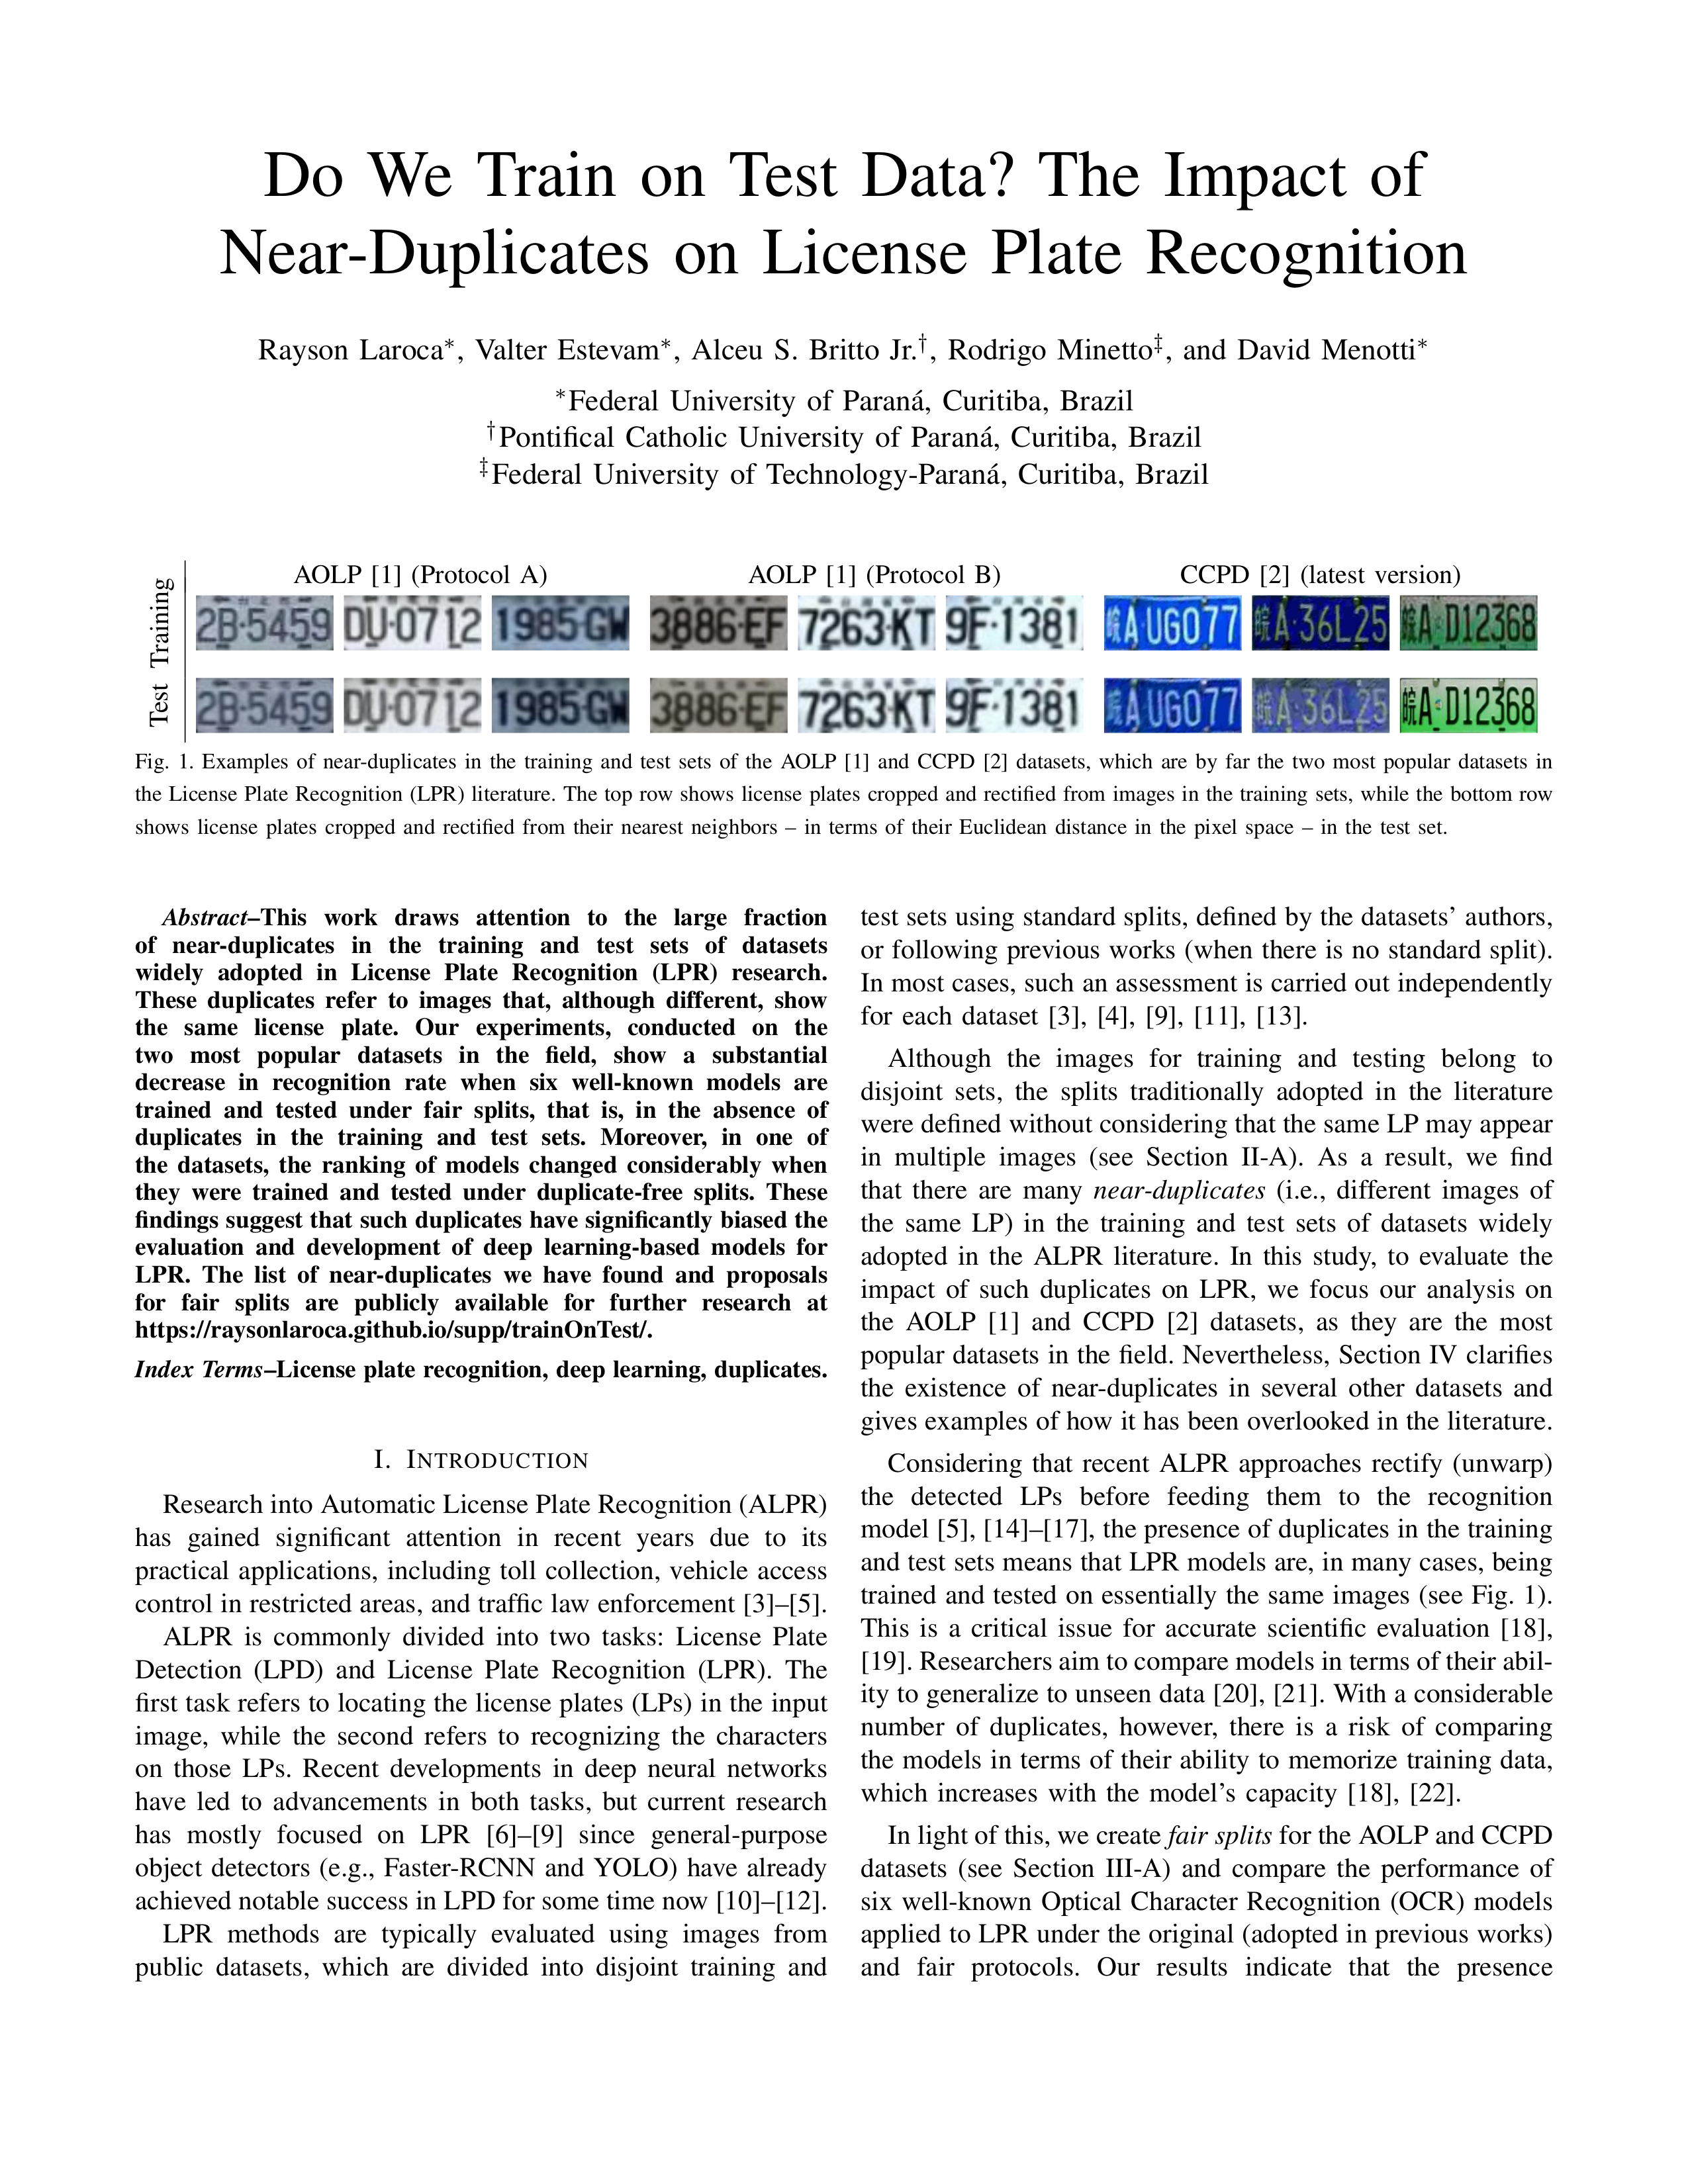 Do We Train on Test Data? The Impact of
Near-Duplicates on License Plate Recognition
Rayson Laroca*, Valter Estevam*, Alceu S. Britto Jr.†, Rodrigo Minetto‡, and David Menotti*
*Federal University of Paraná, Curitiba, Brazil
†Pontifical Catholic University of Paraná, Curitiba, Brazil
‡Federal University of Technology-Paraná, Curitiba, Brazil
AOLP [1] (Protocol A) AOLP [1] (Protocol B) CCPD [2] (latest version)
Training
2B·5459 DU·0712 1985·GW 3886·EF 7263·KT 9F·1381 皖A·UG077 皖A·36L25 皖A·D12368
Test
2B·5459 DU·0712 1985·GW 3886·EF 7263·KT 9F·1381 皖A·UG077 皖A·36L25 皖A·D12368
Fig. 1. Examples of near-duplicates in the training and test sets of the AOLP [1] and CCPD [2] datasets, which are by far the two most popular datasets in
the License Plate Recognition (LPR) literature. The top row shows license plates cropped and rectified from images in the training sets, while the bottom row
shows license plates cropped and rectified from their nearest neighbors – in terms of their Euclidean distance in the pixel space – in the test set.
Abstract–This work draws attention to the large fraction
of near-duplicates in the training and test sets of datasets
widely adopted in License Plate Recognition (LPR) research.
These duplicates refer to images that, although different, show
the same license plate. Our experiments, conducted on the
two most popular datasets in the field, show a substantial
decrease in recognition rate when six well-known models are
trained and tested under fair splits, that is, in the absence of
duplicates in the training and test sets. Moreover, in one of
the datasets, the ranking of models changed considerably when
they were trained and tested under duplicate-free splits. These
findings suggest that such duplicates have significantly biased the
evaluation and development of deep learning-based models for
LPR. The list of near-duplicates we have found and proposals
for fair splits are publicly available for further research at
https://raysonlaroca.github.io/supp/trainOnTest/.
Index Terms–License plate recognition, deep learning, duplicates.
I. INTRODUCTION
Research into Automatic License Plate Recognition (ALPR)
has gained significant attention in recent years due to its
practical applications, including toll collection, vehicle access
control in restricted areas, and traffic law enforcement [3]–[5].
ALPR is commonly divided into two tasks: License Plate
Detection (LPD) and License Plate Recognition (LPR). The
first task refers to locating the license plates (LPs) in the input
image, while the second refers to recognizing the characters
on those LPs. Recent developments in deep neural networks
have led to advancements in both tasks, but current research
has mostly focused on LPR [6]–[9] since general-purpose
object detectors (e.g., Faster-RCNN and YOLO) have already
achieved notable success in LPD for some time now [10]–[12].
LPR methods are typically evaluated using images from
public datasets, which are divided into disjoint training and
test sets using standard splits, defined by the datasets' authors,
or following previous works (when there is no standard split).
In most cases, such an assessment is carried out independently
for each dataset [3], [4], [9], [11], [13].
Although the images for training and testing belong to
disjoint sets, the splits traditionally adopted in the literature
were defined without considering that the same LP may appear
in multiple images (see Section II-A). As a result, we find
that there are many near-duplicates (i.e., different images of
the same LP) in the training and test sets of datasets widely
adopted in the ALPR literature. In this study, to evaluate the
impact of such duplicates on LPR, we focus our analysis on
the AOLP [1] and CCPD [2] datasets, as they are the most
popular datasets in the field. Nevertheless, Section IV clarifies
the existence of near-duplicates in several other datasets and
gives examples of how it has been overlooked in the literature.
Considering that recent ALPR approaches rectify (unwarp)
the detected LPs before feeding them to the recognition
model [5], [14]–[17], the presence of duplicates in the training
and test sets means that LPR models are, in many cases, being
trained and tested on essentially the same images (see Fig. 1).
This is a critical issue for accurate scientific evaluation [18],
[19]. Researchers aim to compare models in terms of their abil-
ity to generalize to unseen data [20], [21]. With a considerable
number of duplicates, however, there is a risk of comparing
the models in terms of their ability to memorize training data,
which increases with the model's capacity [18], [22].
In light of this, we create fair splits for the AOLP and CCPD
datasets (see Section III-A) and compare the performance of
six well-known Optical Character Recognition (OCR) models
applied to LPR under the original (adopted in previous works)
and fair protocols. Our results indicate that the presence